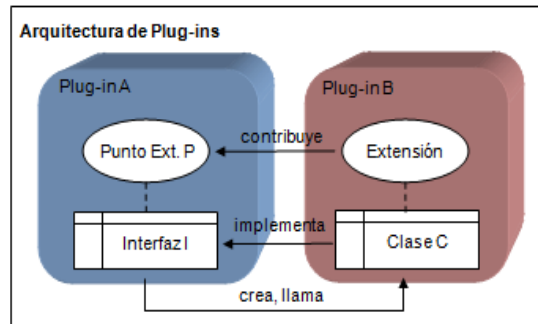 Arquitectura de Plug-ins
Plug-in A
Plug-in B
Punto Ext. P
contribuye
Extensión
Interfaz I
implementa
Clase C
crea, llama